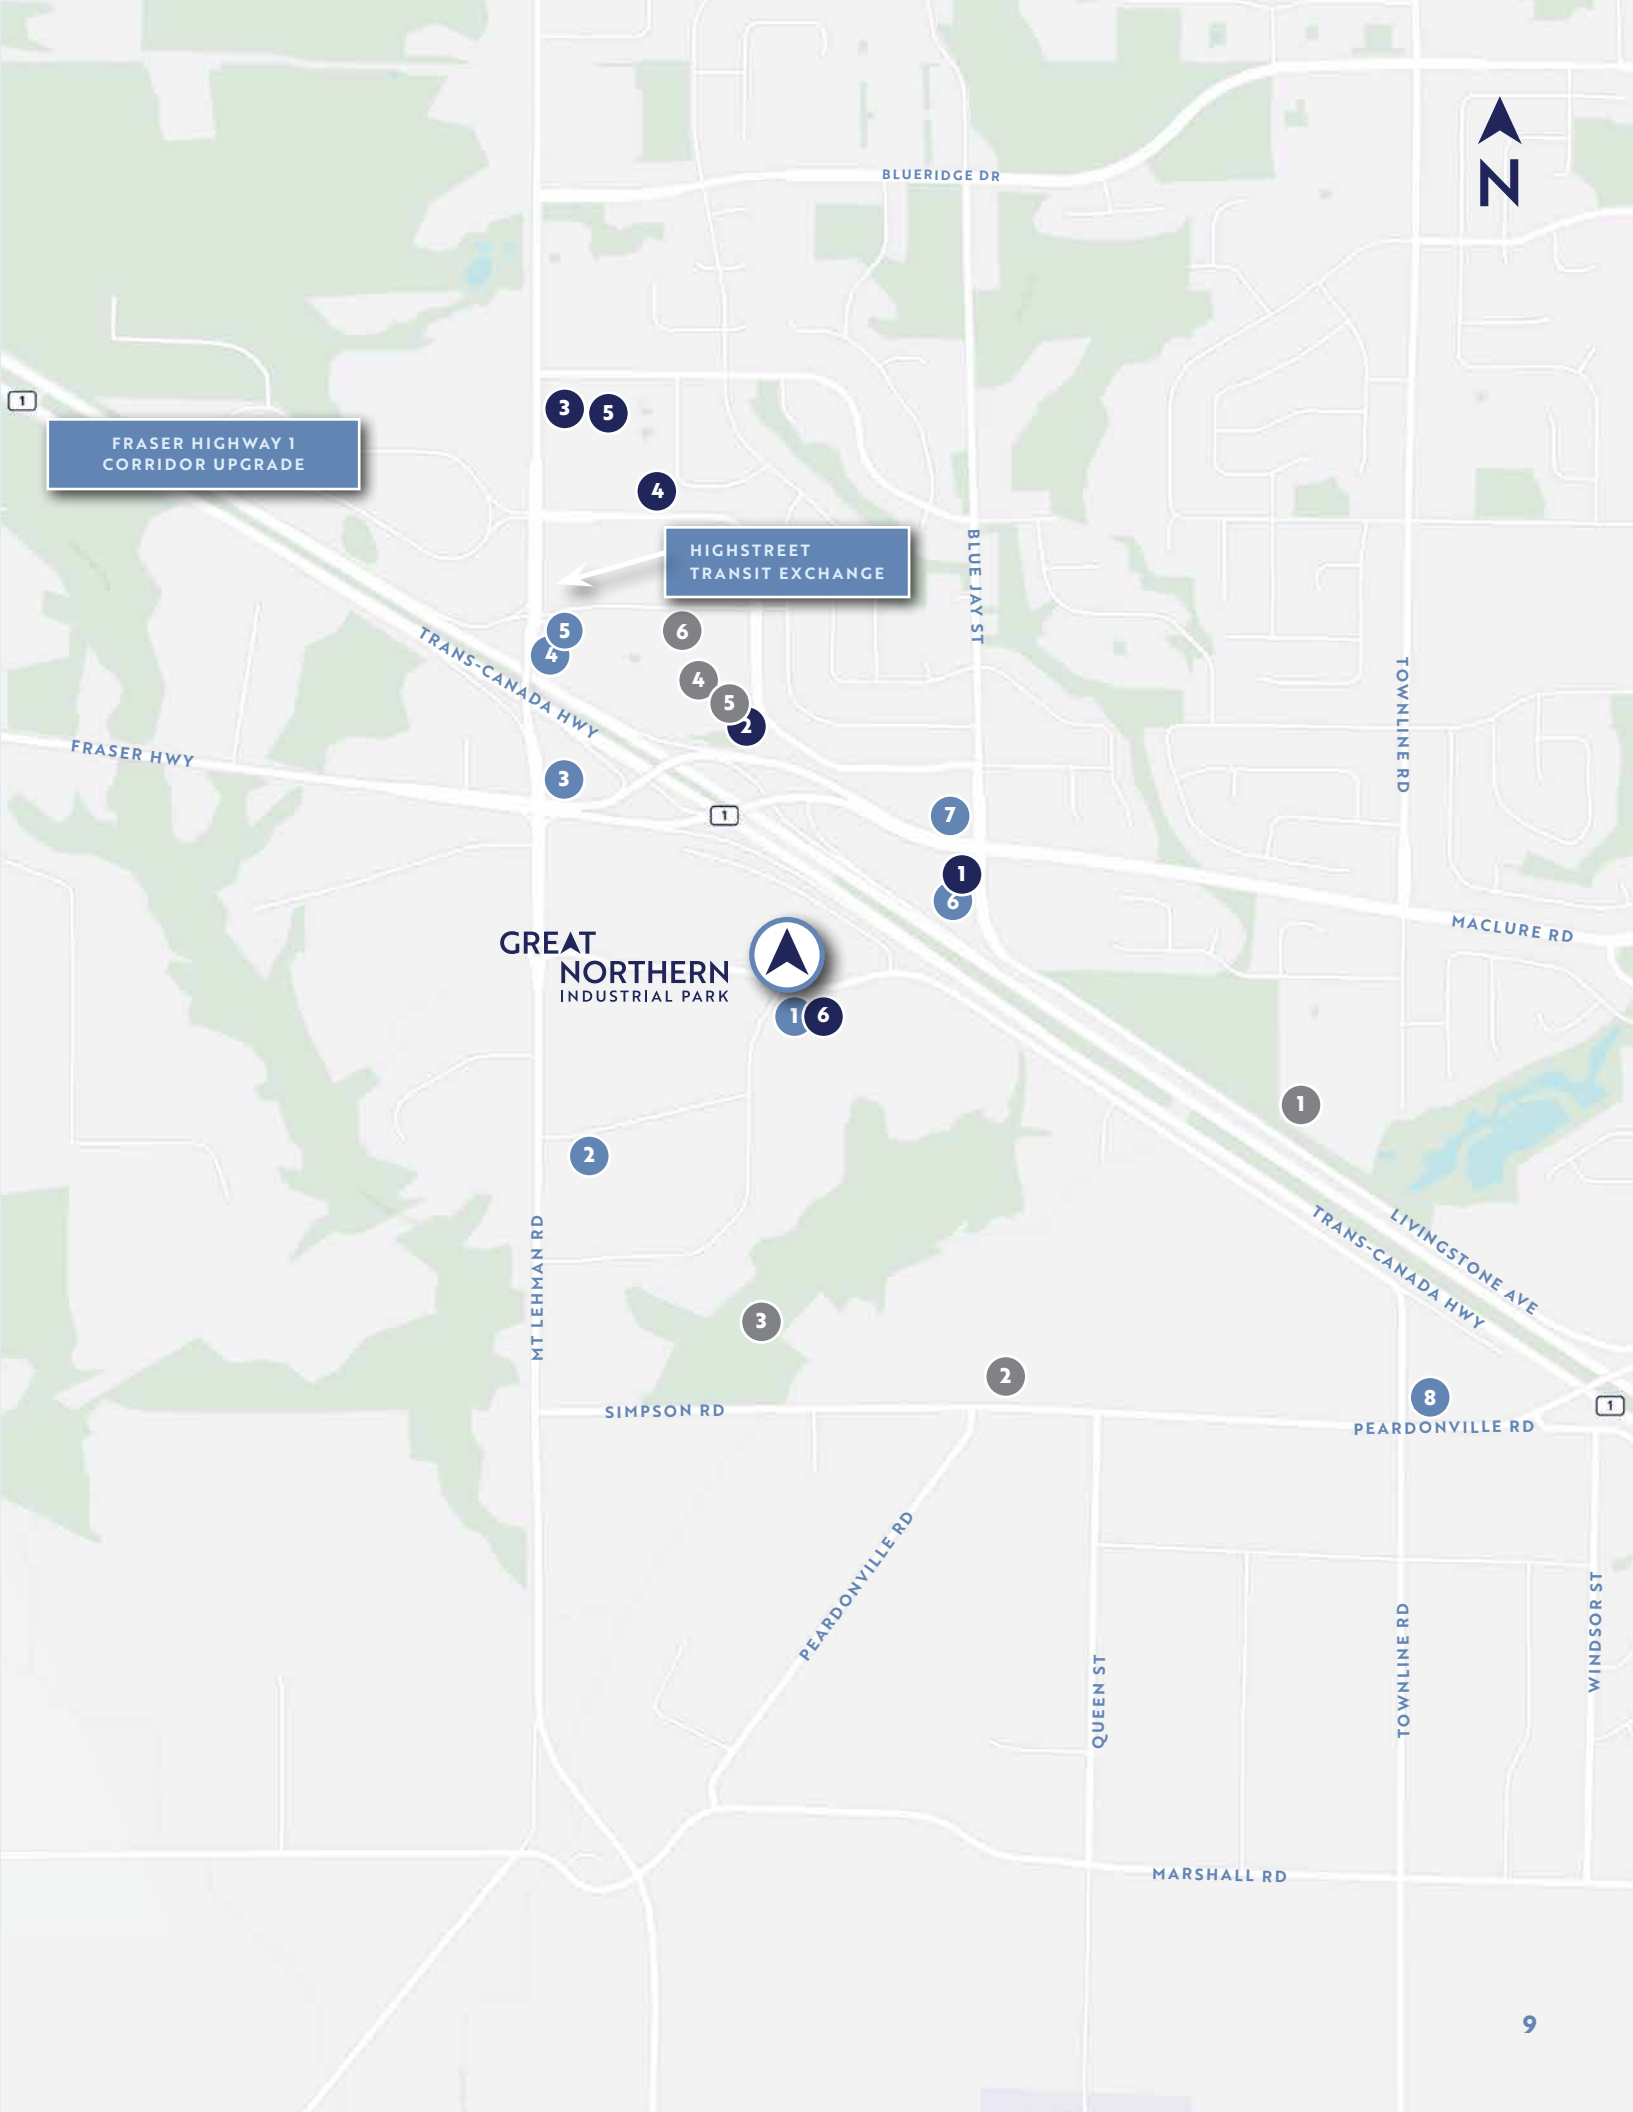 BLUERIDGE DR
N
1
3
5
FRASER HIGHWAY 1
CORRIDOR UPGRADE
4
HIGHSTREET
TRANSIT EXCHANGE
BLUE JAY ST
5
4
6
TRANS-CANADA HWY
4
5
2
TOWNLINE RD
FRASER HWY
3
1
7
1
6
MACLURE RD
GREAT
NORTHERN
INDUSTRIAL PARK
1
6
1
2
MT LEHMAN RD
LIVINGSTONE AVE
TRANS-CANADA HWY
3
2
8
1
SIMPSON RD
PEARDONVILLE RD
PEARDONVILLE RD
QUEEN ST
TOWNLINE RD
WINDSOR ST
MARSHALL RD
9